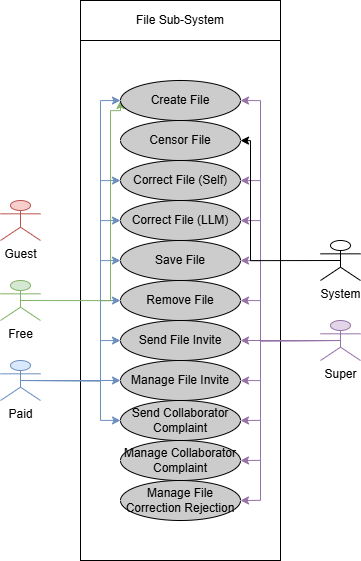 File Sub-System
Create File
Censor File
Correct File (Self)
Correct File (LLM)
Save File
Remove File
Send File Invite
Manage File Invite
Send Collaborator
Complaint
Manage Collaborator
Complaint
Manage File
Correction Rejection
Guest
Free
Paid
System
Super